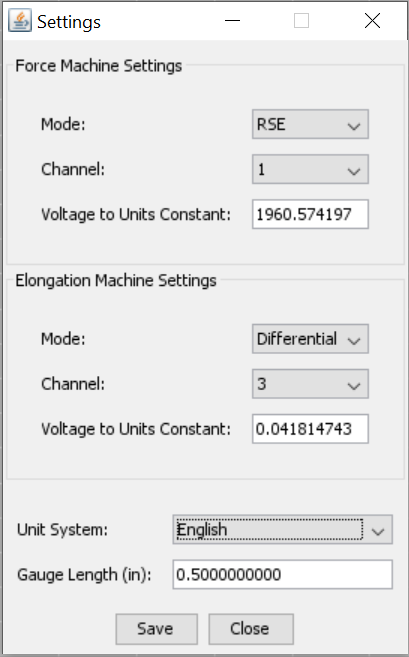 Settings
Force Machine Settings
Mode: RSE
Channel: 1
Voltage to Units Constant: 1960.574197
Elongation Machine Settings
Mode: Differential
Channel: 3
Voltage to Units Constant: 0.041814743
Unit System: English
Gauge Length (in): 0.5000000000
Save Close